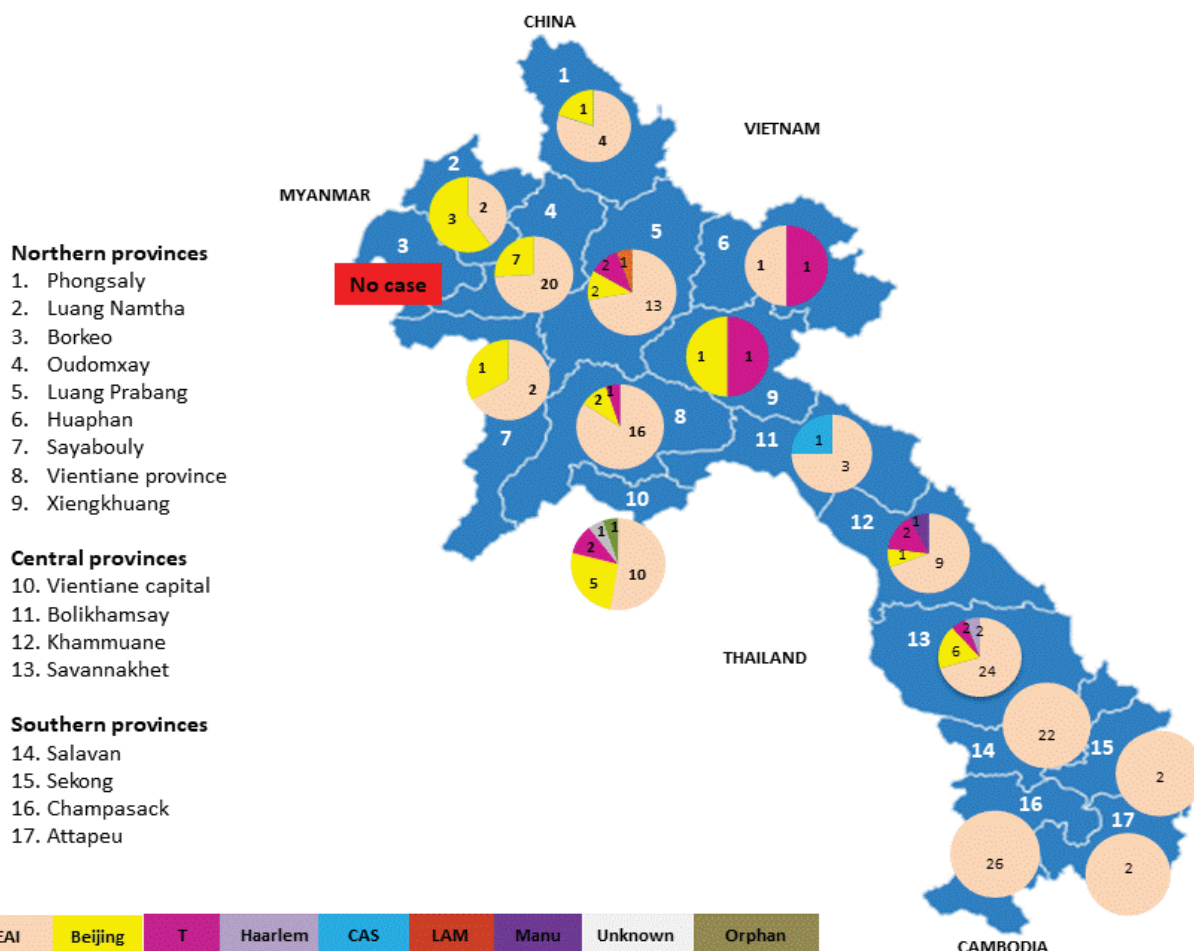 CHINA
1
1
4
VIETNAM
2
MYANMAR
3
2
4
5
6
3
No case
7
20
2
1
2
13
1
1
1
2
1
1
9
2
1
16
8
7
11
1
3
10
1
1
2
5
10
12
1
2
1
9
THAILAND
13
2
2
6
24
22
14
15
2
16
17
26
2
CAMBODIA
Northern provinces
1. Phongsaly
2. Luang Namtha
3. Borkeo
4. Oudomxay
5. Luang Prabang
6. Huaphan
7. Sayabouly
8. Vientiane province
9. Xiengkhuang
Central provinces
10. Vientiane capital
11. Bolikhamsay
12. Khammuane
13. Savannakhet
Southern provinces
14. Salavan
15. Sekong
16. Champasack
17. Attapeu
EAI Beijing T Haarlem CAS LAM Manu Unknown Orphan